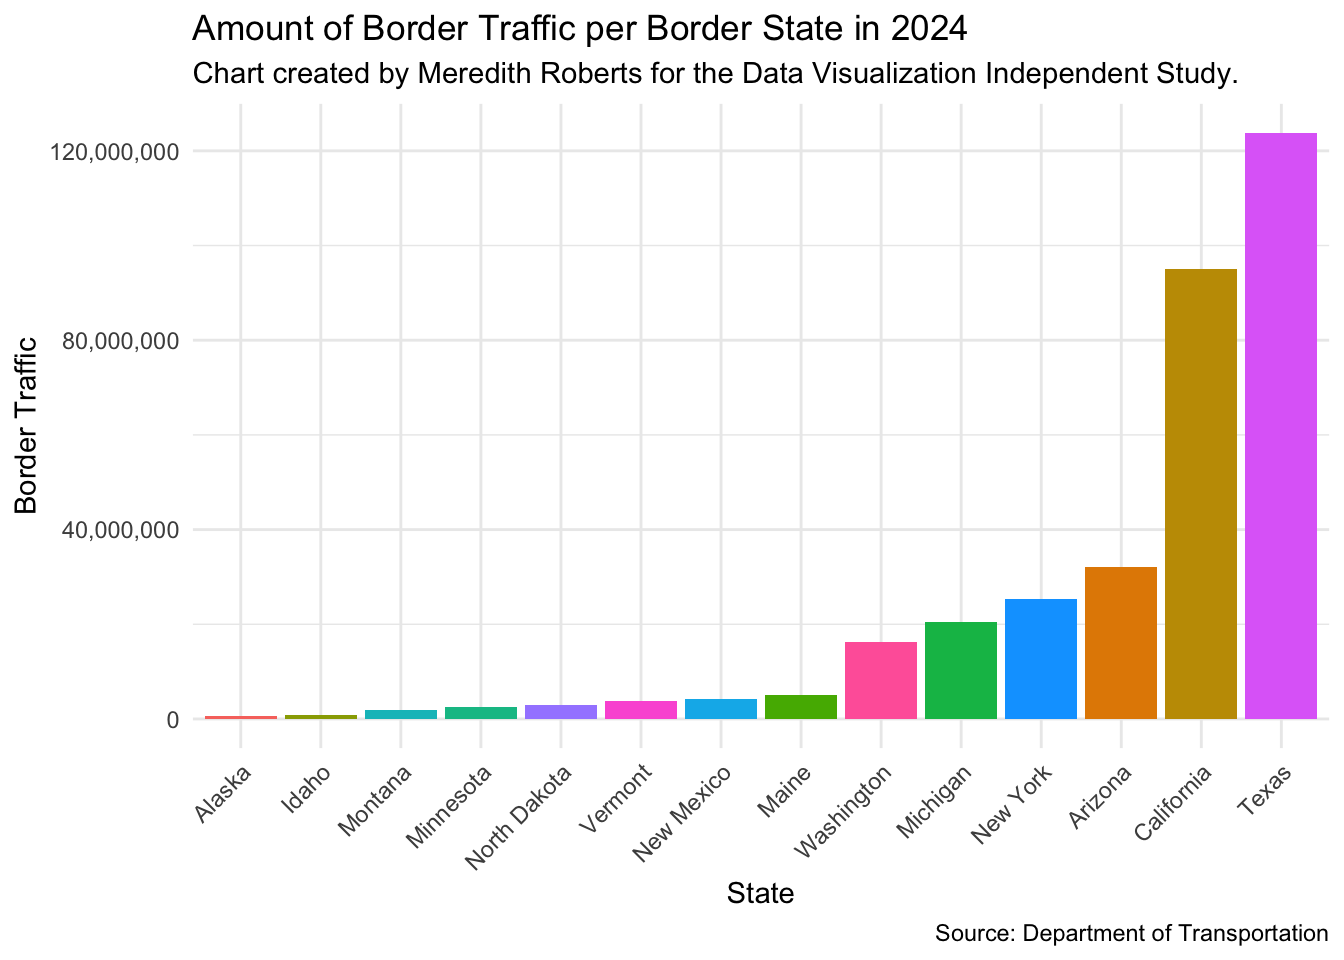 Amount of Border Traffic per Border State in 2024
Chart created by Meredith Roberts for the Data Visualization Independent Study.
Border Traffic
120,000,000
80,000,000
40,000,000
0
Alaska
Idaho
Montana
Minnesota
North Dakota
Vermont
New Mexico
Maine
Washington
Michigan
New York
Arizona
California
Texas
State
Source: Department of Transportation